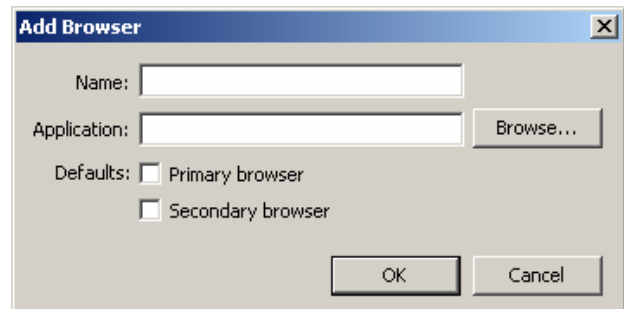 Add Browser
Name:
Application: Browse...
Defaults: Primary browser
Secondary browser
OK Cancel